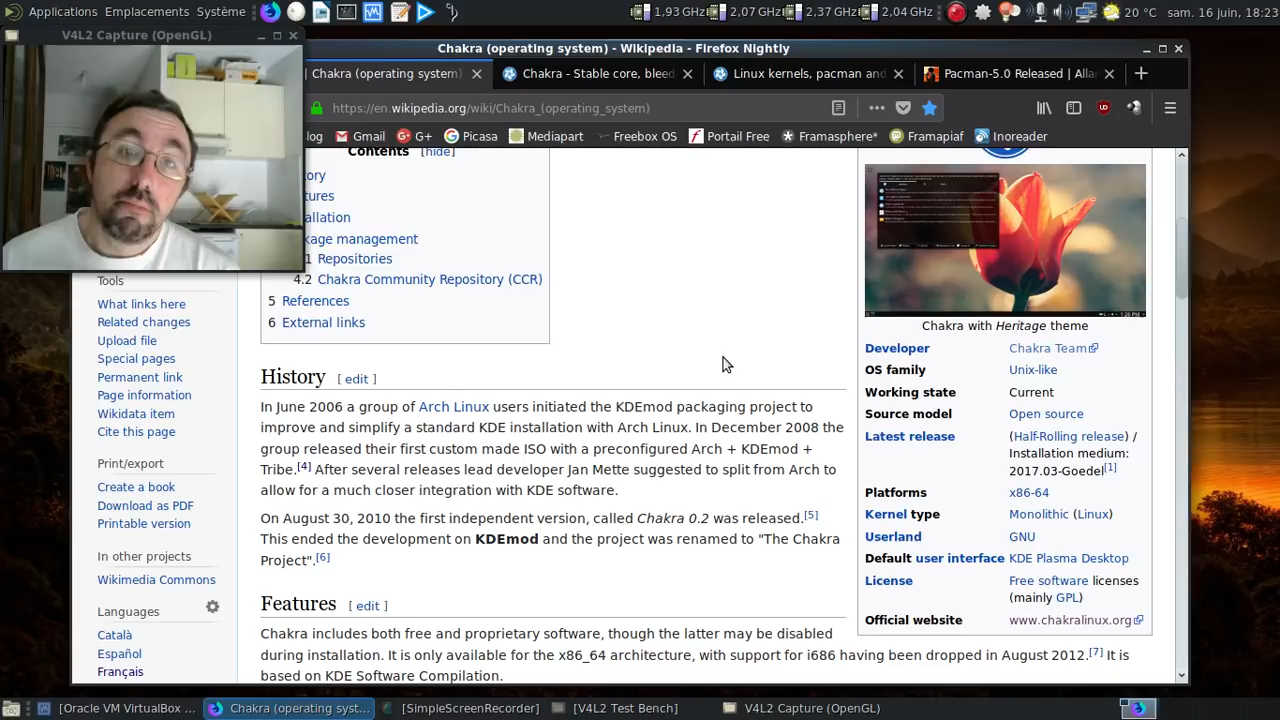 Applications Emplacements Système 1,93 GHz 2,07 GHz 2,37 GHz 2,04 GHz 20 °C sam. 16 juin, 18:23
V4L2 Capture (OpenGL)
Chakra (operating system) - Wikipedia - Firefox Nightly
Chakra (operating system) Chakra - Stable core, bleed Linux kernels, pacman and Pacman-5.0 Released | Allan
https://en.wikipedia.org/wiki/Chakra_(operating_system)
log Gmail G+ Picasa Mediapart Freebox OS Portail Free Framasphere* Framapiaf Inoreader
Contents [hide]
tory
tures
allation
kage management
1 Repositories
4.2 Chakra Community Repository (CCR)
5 References
6 External links
Tools
What links here
Related changes
Upload file
Special pages
Permanent link
Page information
Wikidata item
Cite this page
Print/export
Create a book
Download as PDF
Printable version
In other projects
Wikimedia Commons
Languages
Català
Español
Français
History [ edit ]
In June 2006 a group of Arch Linux users initiated the KDEmod packaging project to
improve and simplify a standard KDE installation with Arch Linux. In December 2008 the
group released their first custom made ISO with a preconfigured Arch + KDEmod +
Tribe.[4] After several releases lead developer Jan Mette suggested to split from Arch to
allow for a much closer integration with KDE software.
On August 30, 2010 the first independent version, called Chakra 0.2 was released.[5]
This ended the development on KDEmod and the project was renamed to "The Chakra
Project".[6]
Features [ edit ]
Chakra includes both free and proprietary software, though the latter may be disabled
during installation. It is only available for the x86_64 architecture, with support for i686 having been dropped in August 2012.[7] It is
based on KDE Software Compilation.
Chakra with Heritage theme
Developer Chakra Team
OS family Unix-like
Working state Current
Source model Open source
Latest release (Half-Rolling release) /
Installation medium:
2017.03-Goedel[1]
Platforms x86-64
Kernel type Monolithic (Linux)
Userland GNU
Default user interface KDE Plasma Desktop
License Free software licenses
(mainly GPL)
Official website www.chakralinux.org
[Oracle VM VirtualBox ... Chakra (operating syst... [SimpleScreenRecorder] [V4L2 Test Bench] V4L2 Capture (OpenGL)